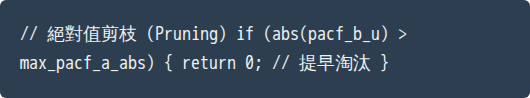 // 絕對值剪枝 (Pruning) if (abs(pacf_b_u) >
max_pacf_a_abs) { return 0; // 提早淘汰 }